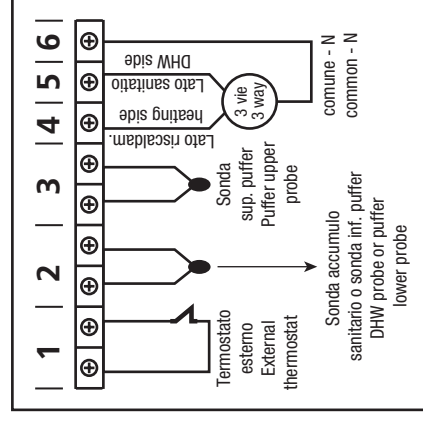 1
2
3
4
5
6
Termostato
esterno
External
thermostat
Sonda accumulo
sanitario o sonda inf. puffer
DHW probe or puffer
lower probe
Sonda
sup. puffer
Puffer upper
probe
Lato riscaldam.
heating side
Lato sanitatio
DHW side
3 vie
3 way
comune - N
common - N